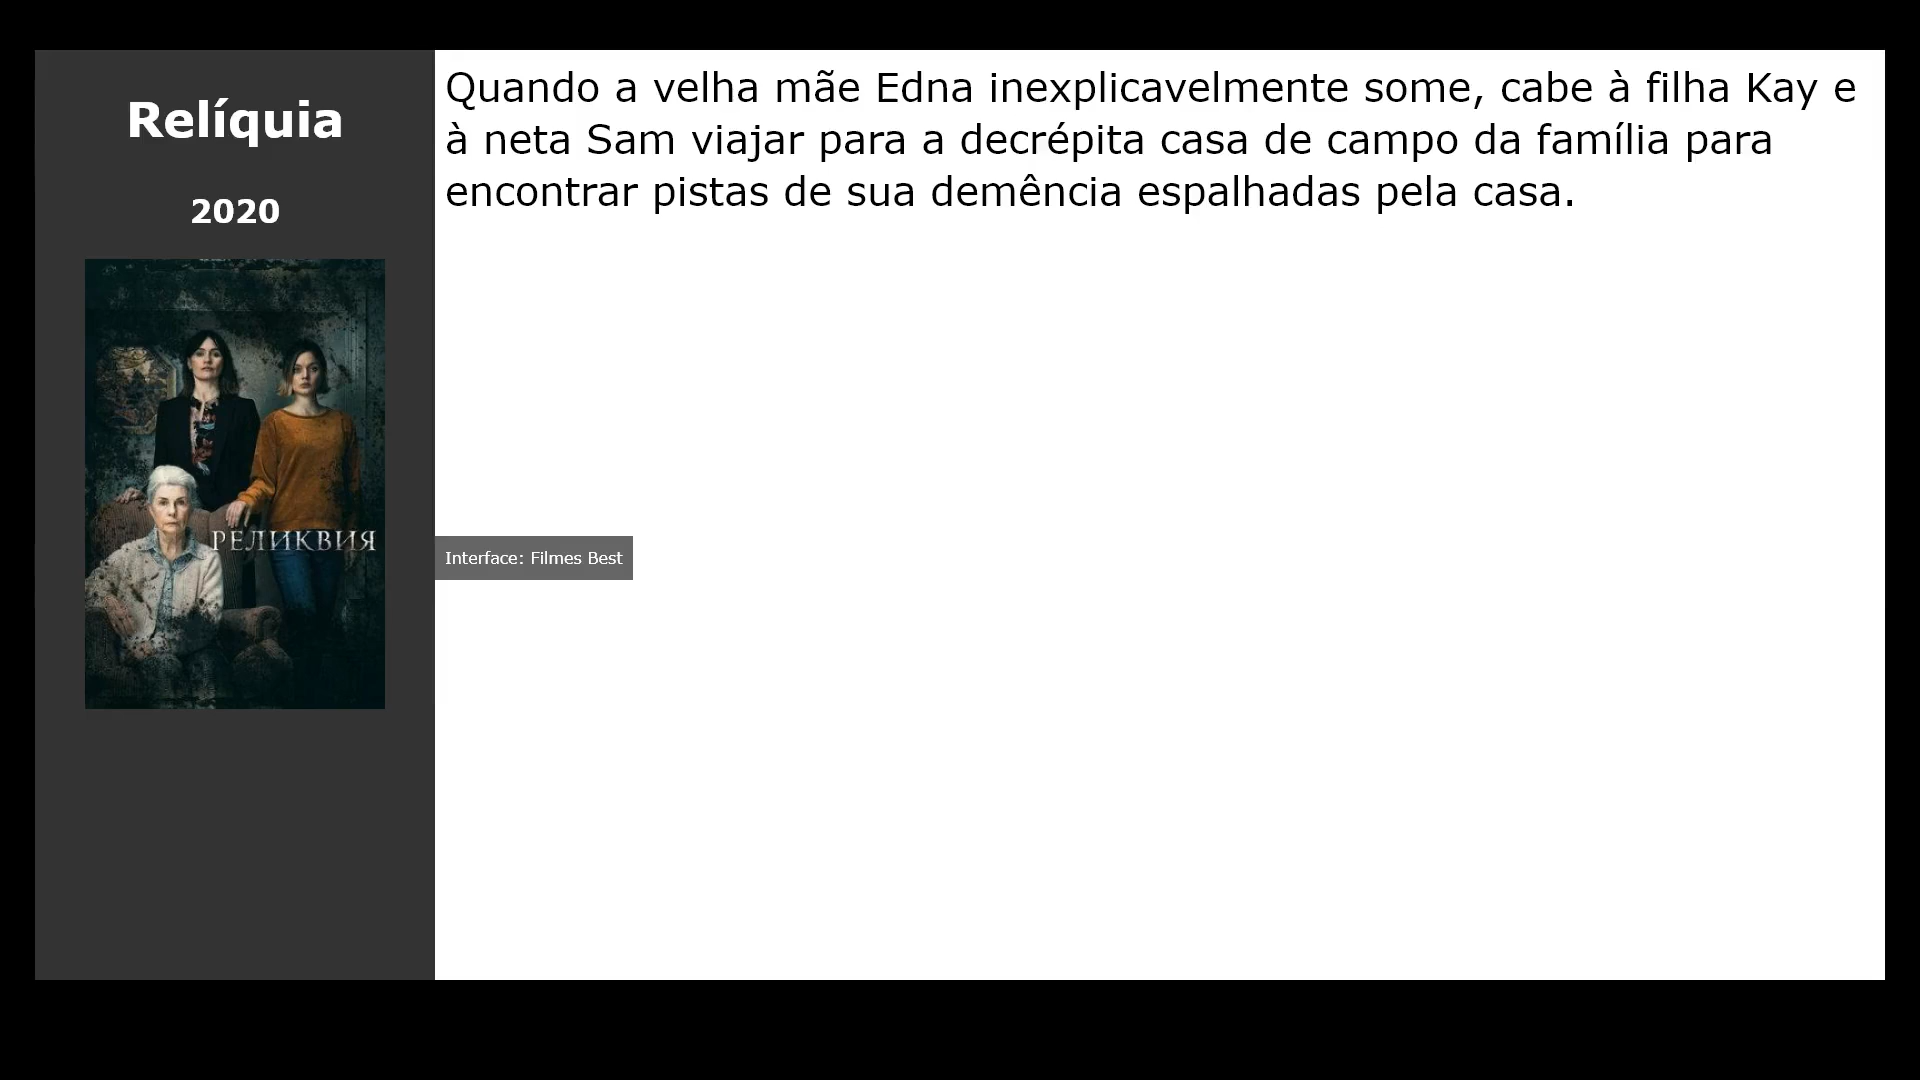 Relíquia
2020
РЕЛИКВИЯ
Quando a velha mãe Edna inexplicavelmente some, cabe à filha Kay e
à neta Sam viajar para a decrépita casa de campo da família para
encontrar pistas de sua demência espalhadas pela casa.
Interface: Filmes Best